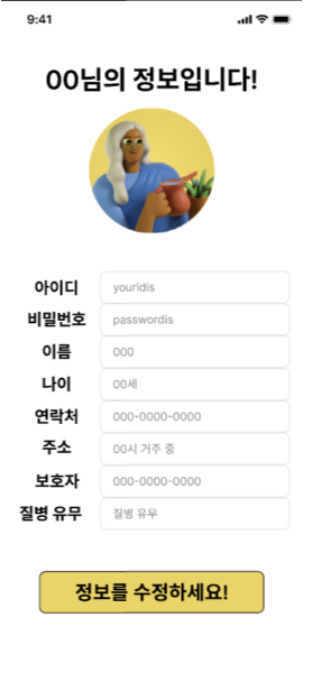 9:41
00님의 정보입니다!
아이디 youridis
비밀번호 passwordis
이름 000
나이 00세
연락처 000-0000-0000
주소 00시 거주 중
보호자 000-0000-0000
질병 유무 질병 유무
정보를 수정하세요!